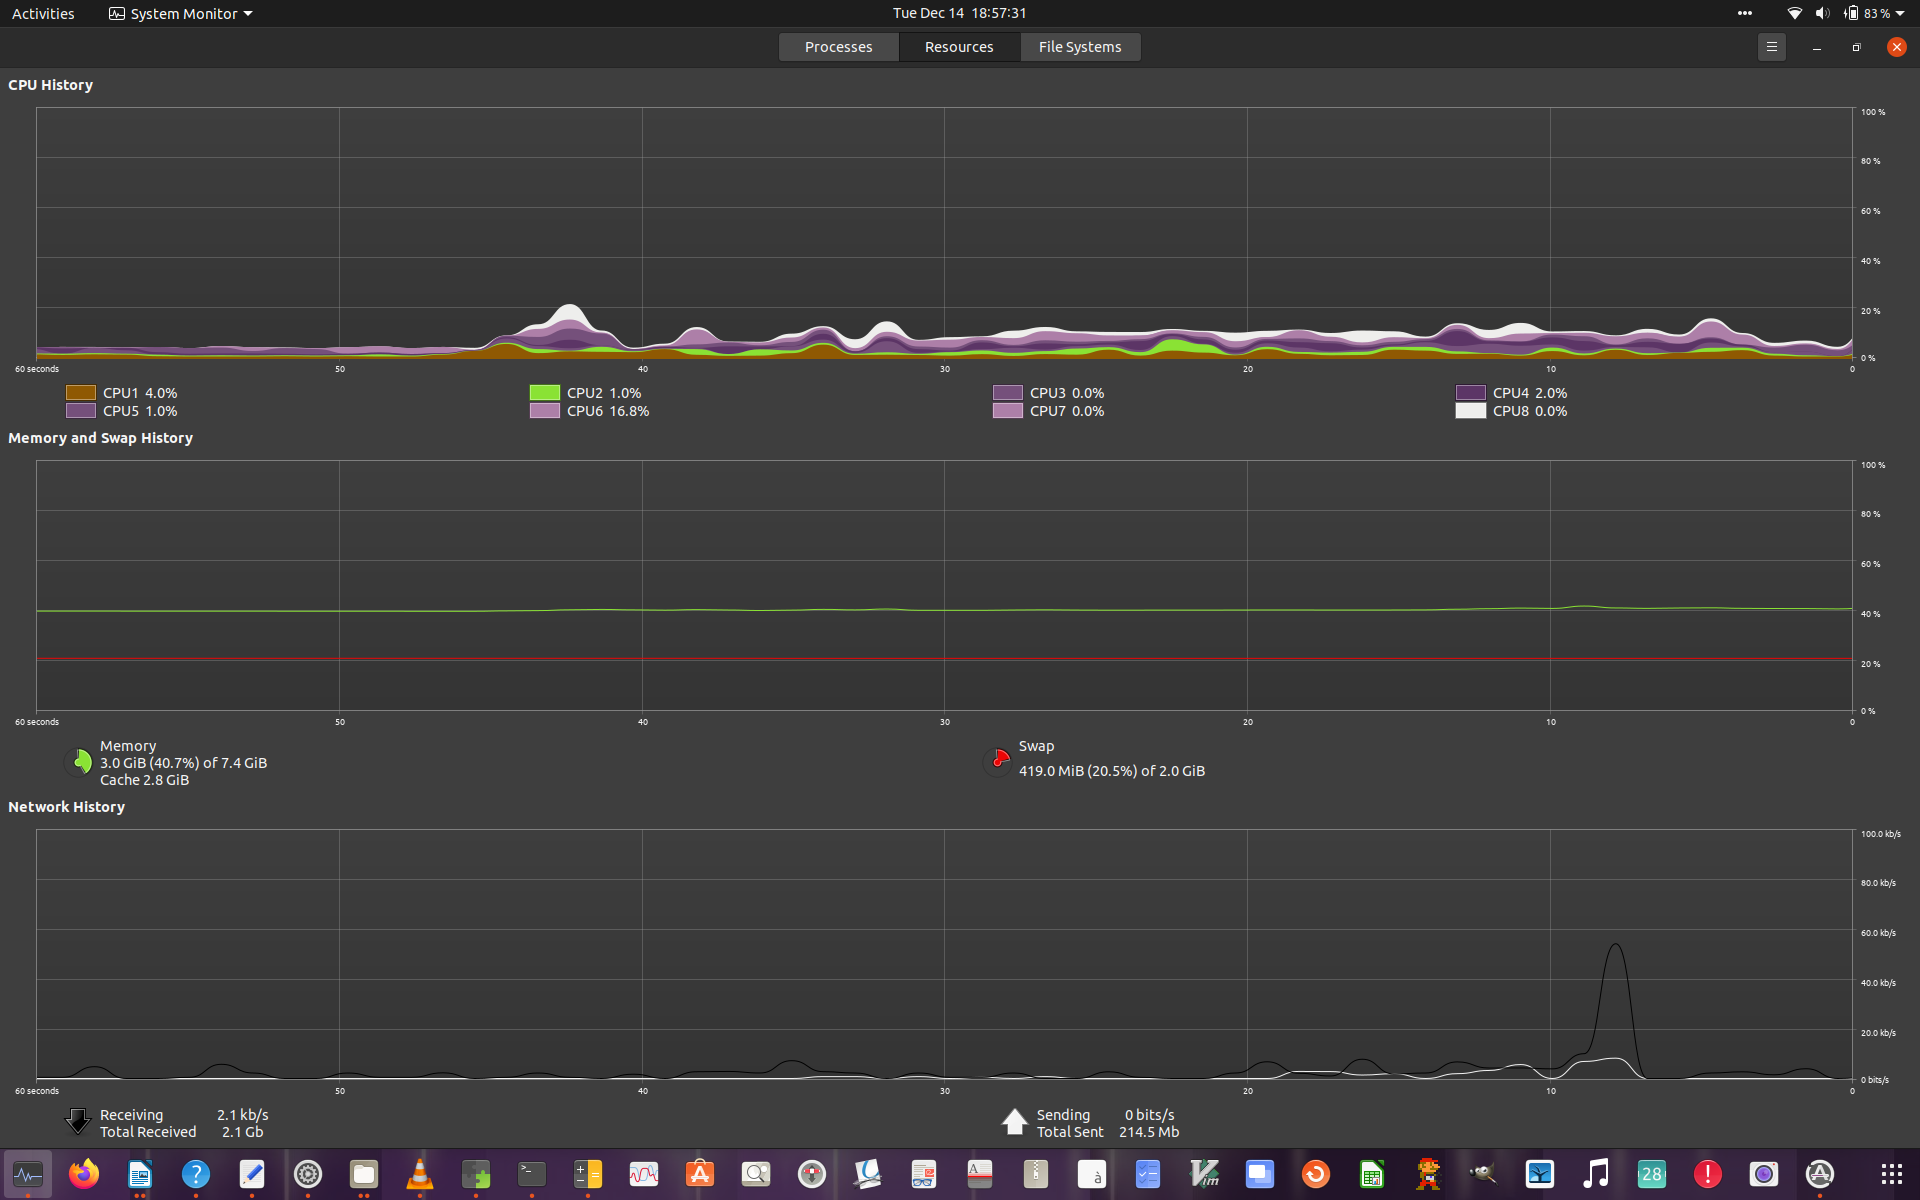 Activities
System Monitor
Tue Dec 14 18:57:31
83 %
Processes
Resources
File Systems
CPU History
100 %
80 %
60 %
40 %
20 %
0 %
60 seconds 50 40 30 20 10 0
CPU1 4.0% CPU2 1.0% CPU3 0.0% CPU4 2.0%
CPU5 1.0% CPU6 16.8% CPU7 0.0% CPU8 0.0%
Memory and Swap History
100 %
80 %
60 %
40 %
20 %
0 %
60 seconds 50 40 30 20 10 0
Memory
3.0 GiB (40.7%) of 7.4 GiB
Cache 2.8 GiB
Swap
419.0 MiB (20.5%) of 2.0 GiB
Network History
100.0 kb/s
80.0 kb/s
60.0 kb/s
40.0 kb/s
20.0 kb/s
0 bits/s
60 seconds 50 40 30 20 10 0
Receiving 2.1 kb/s
Total Received 2.1 Gb
Sending 0 bits/s
Total Sent 214.5 Mb
?
>_
A
à
Vim
28
!